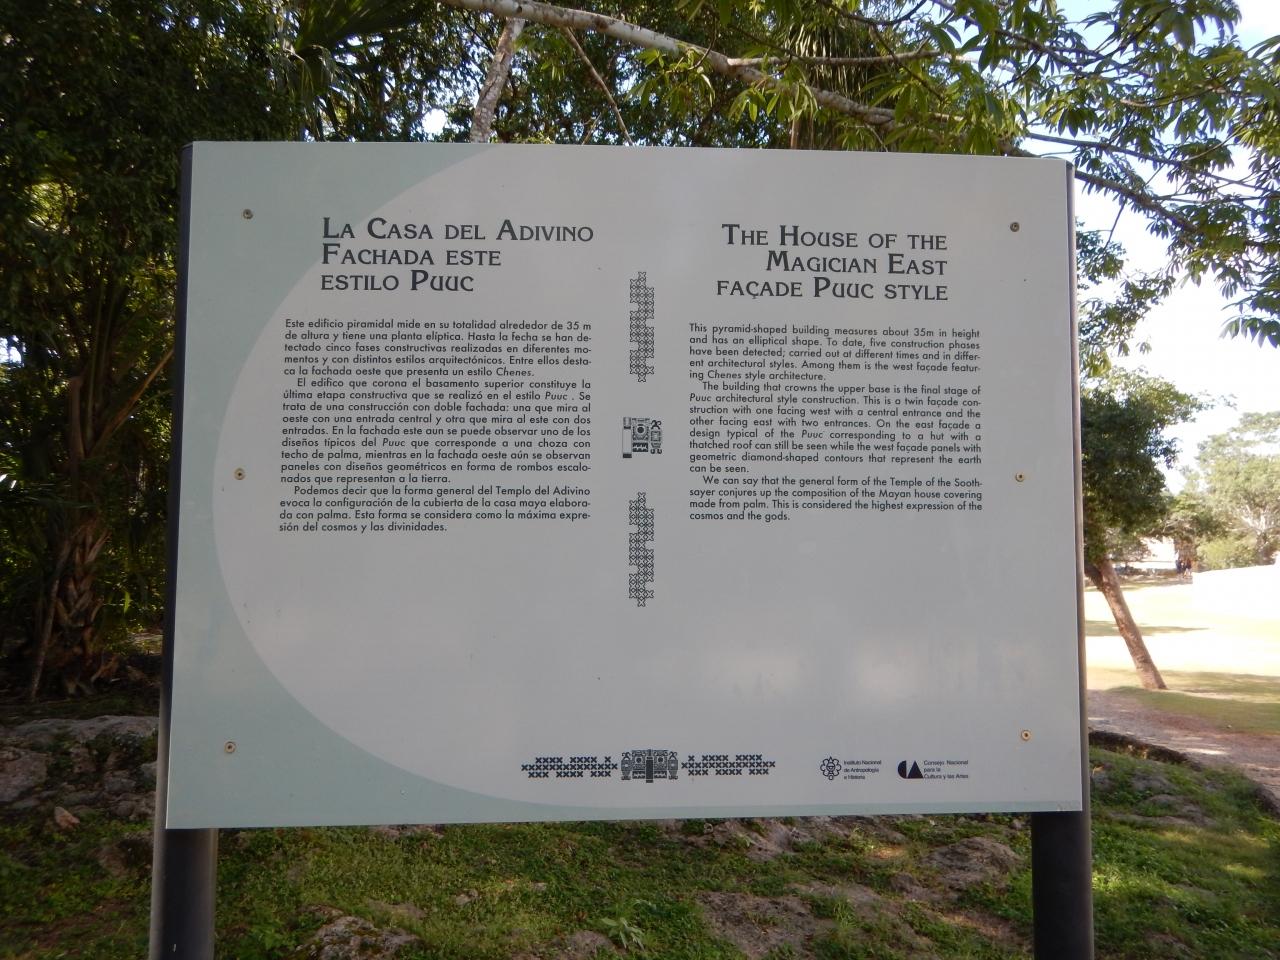 La Casa del Adivino
Fachada este
estilo Puuc
Este edificio piramidal mide en su totalidad alrededor de 35 m
de altura y tiene una planta elíptica. Hasta la fecha se han de-
tectado cinco fases constructivas realizadas en diferentes mo-
mentos y con distintos estilos arquitectónicos. Entre ellos desta-
ca la fachada oeste que presenta un estilo Chenes.
El edifico que corona el basamento superior constituye la
última etapa constructiva que se realizó en el estilo Puuc . Se
trata de una construcción con doble fachada: una que mira al
oeste con una entrada central y otra que mira al este con dos
entradas. En la fachada este aun se puede observar uno de los
diseños típicos del Puuc que corresponde a una choza con
techo de palma, mientras en la fachada oeste aún se observan
paneles con diseños geométricos en forma de rombos escalo-
nados que representan a la tierra.
Podemos decir que la forma general del Templo del Adivino
evoca la configuración de la cubierta de la casa maya elabora-
da con palma. Esta forma se considera como la máxima expre-
sión del cosmos y las divinidades.
The House of the
Magician East
façade Puuc style
This pyramid-shaped building measures about 35m in height
and has an elliptical shape. To date, five construction phases
have been detected; carried out at different times and in differ-
ent architectural styles. Among them is the west façade featur-
ing Chenes style architecture.
The building that crowns the upper base is the final stage of
Puuc architectural style construction. This is a twin façade con-
struction with one facing west with a central entrance and the
other facing east with two entrances. On the east façade a
design typical of the Puuc corresponding to a hut with a
thatched roof can still be seen while the west façade panels with
geometric diamond-shaped contours that represent the earth
can be seen.
We can say that the general form of the Temple of the Sooth-
sayer conjures up the composition of the Mayan house covering
made from palm. This is considered the highest expression of the
cosmos and the gods.
Instituto Nacional
de Antropología
e Historia
Consejo Nacional
para la
Cultura y las Artes